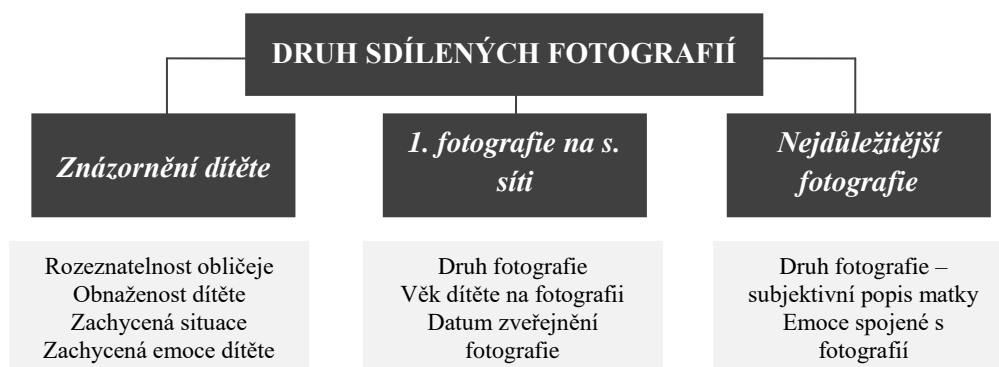 DRUH SDÍLENÝCH FOTOGRAFIÍ
Znázornění dítěte
1. fotografie na s.
síti
Nejdůležitější
fotografie
Rozeznatelnost obličeje
Obnaženost dítěte
Zachycená situace
Zachycená emoce dítěte
Druh fotografie
Věk dítěte na fotografii
Datum zveřejnění
fotografie
Druh fotografie –
subjektivní popis matky
Emoce spojené s
fotografií